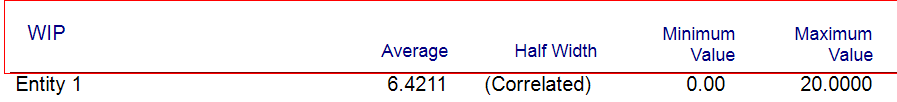 WIP
Average Half Width Minimum Value Maximum Value
Entity 1 6.4211 (Correlated) 0.00 20.0000